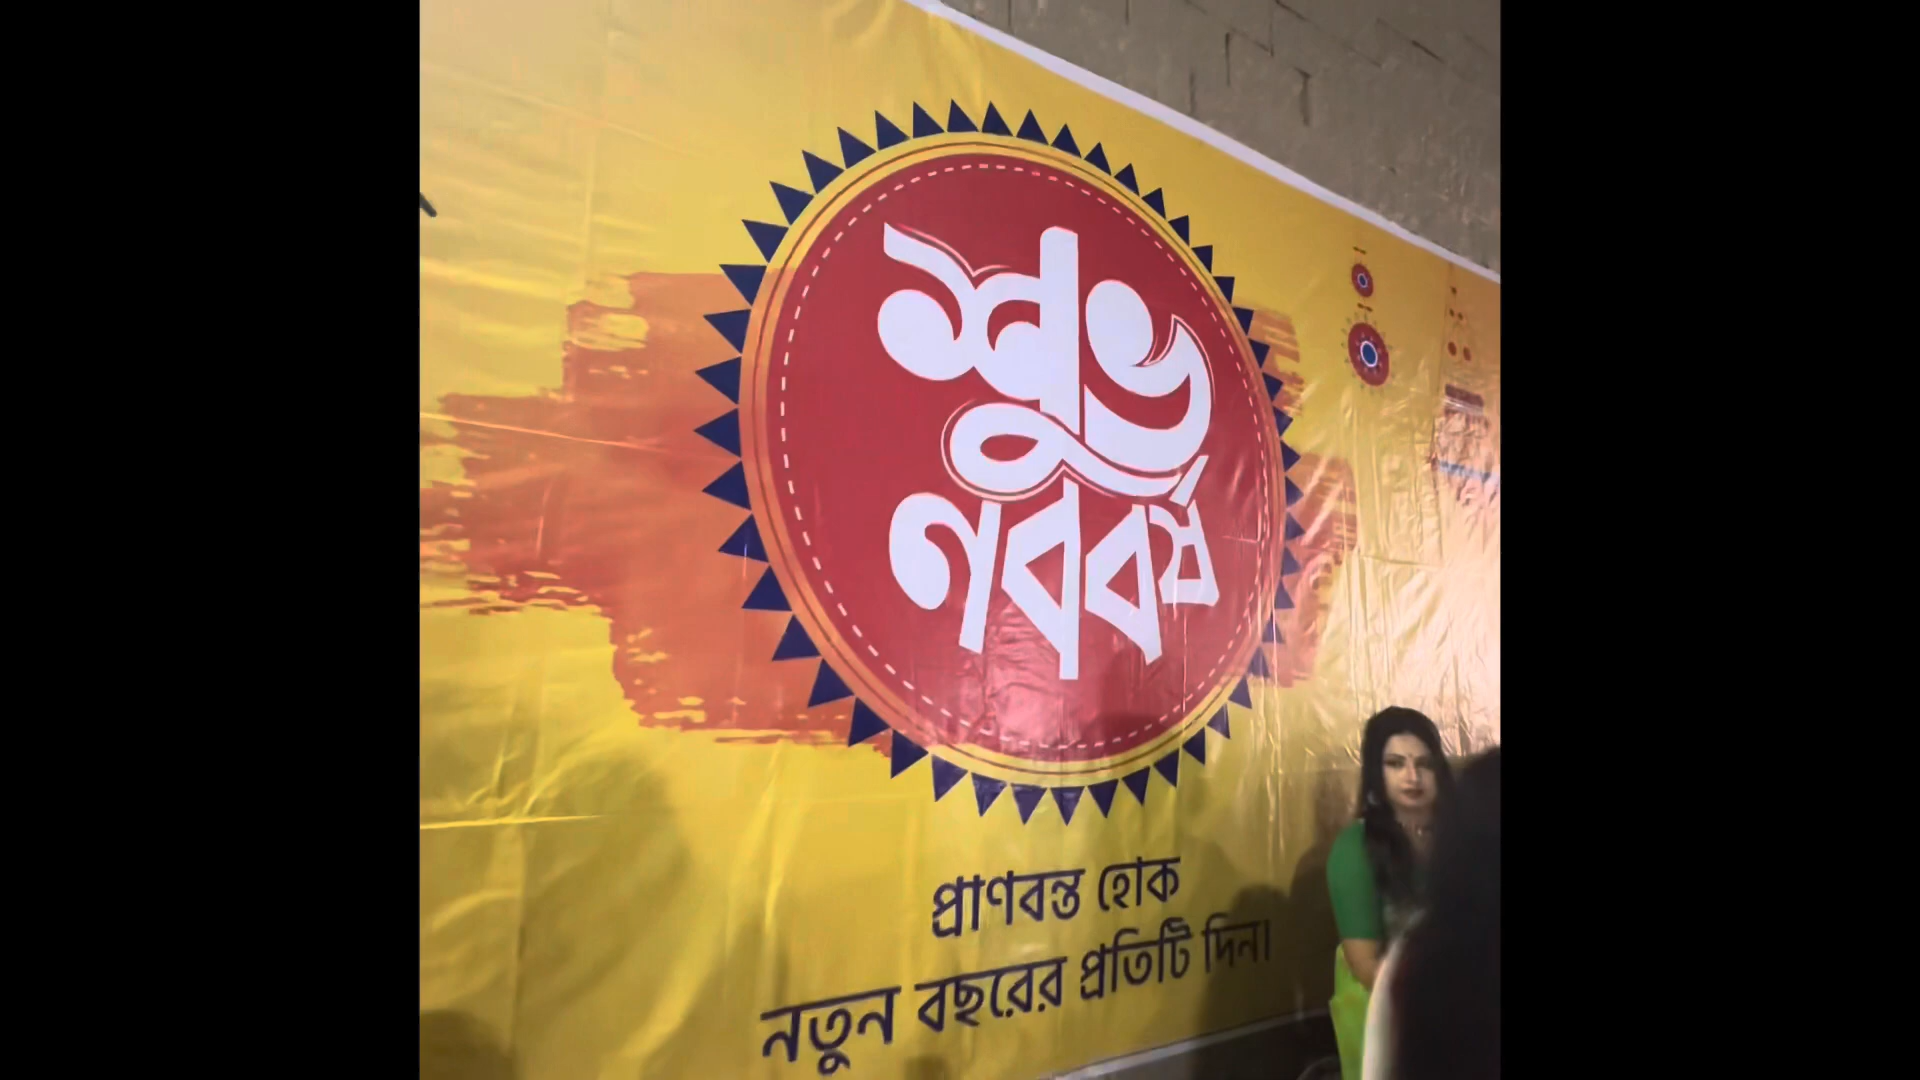 শুভ
নববর্ষ
প্রাণবন্ত হোক
নতুন বছরের প্রতিটি দিন।